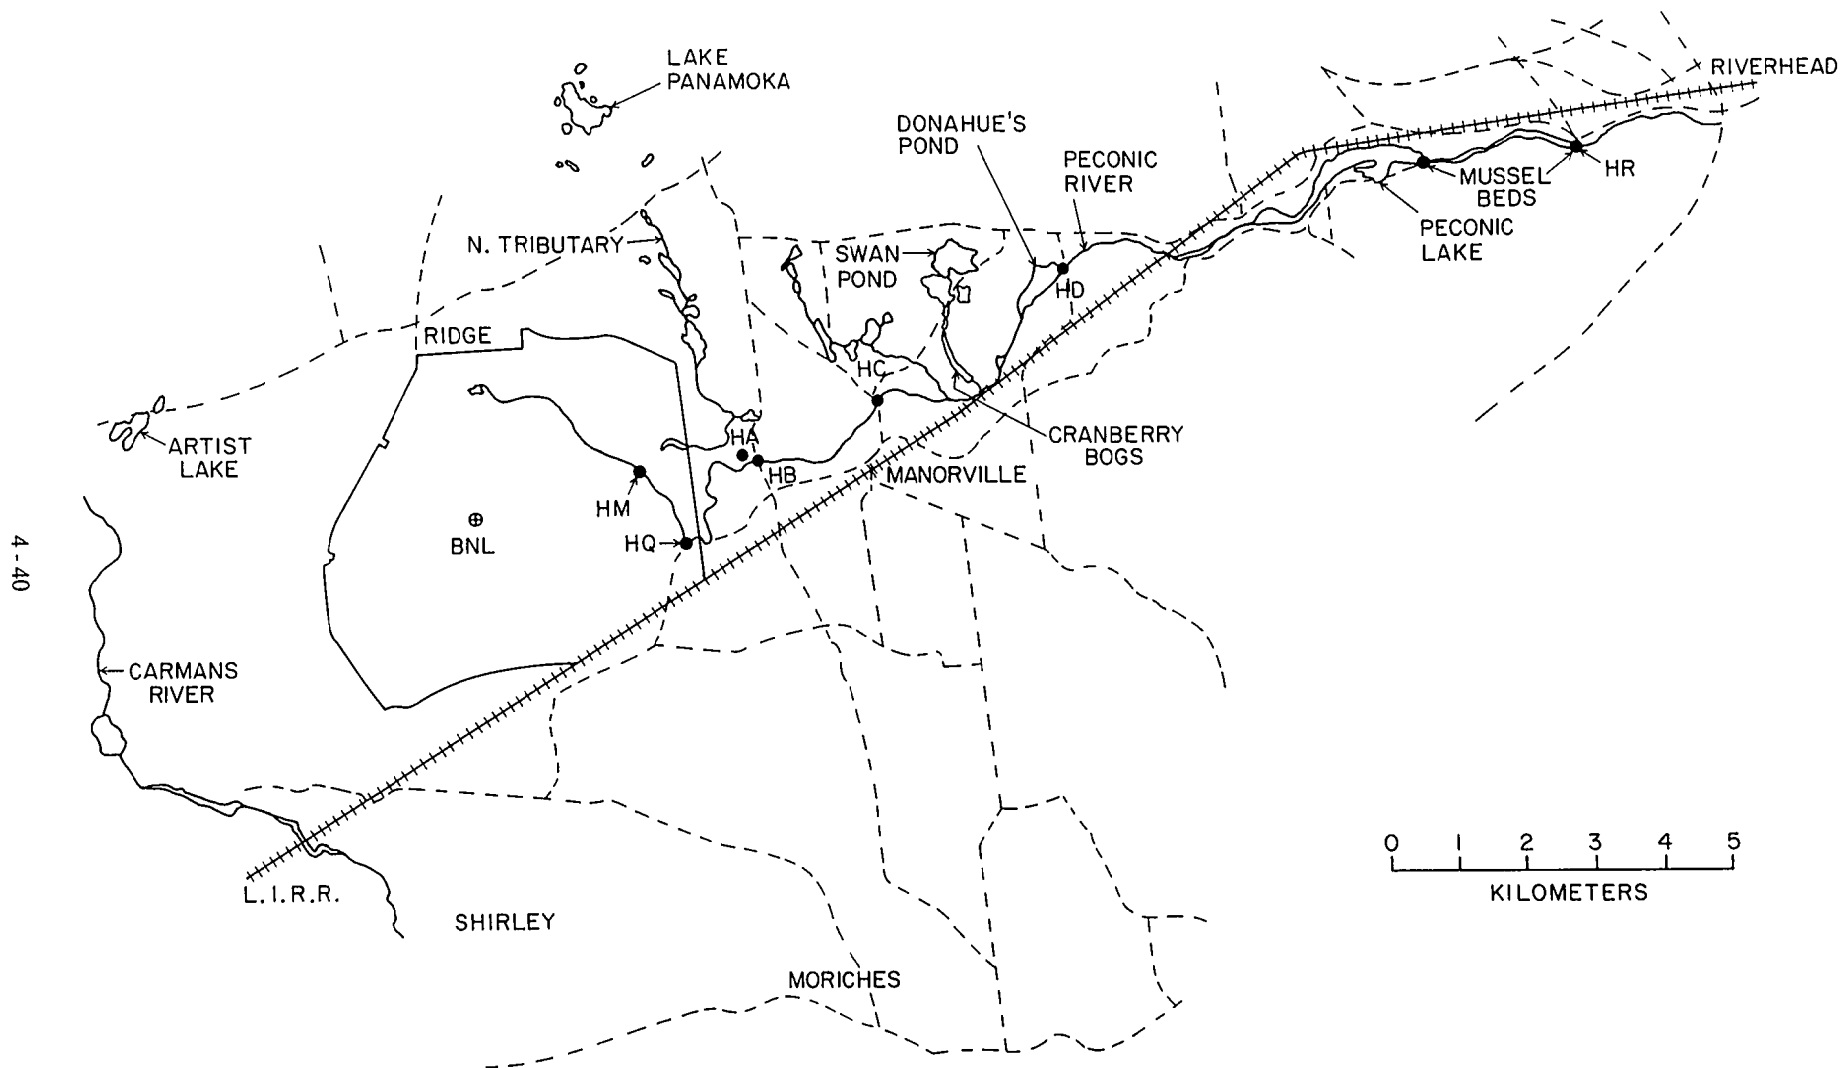 LAKE
PANAMOKA
RIVERHEAD
DONAHUE'S
POND
PECONIC
RIVER
MUSSEL
BEDS
HR
PECONIC
LAKE
N. TRIBUTARY
SWAN
POND
HD
RIDGE
HC
ARTIST
LAKE
HA
HB
CRANBERRY
BOGS
MANORVILLE
HM
HQ
BNL
4-40
CARMANS
RIVER
L.I.R.R.
SHIRLEY
MORICHES
0 1 2 3 4 5
KILOMETERS